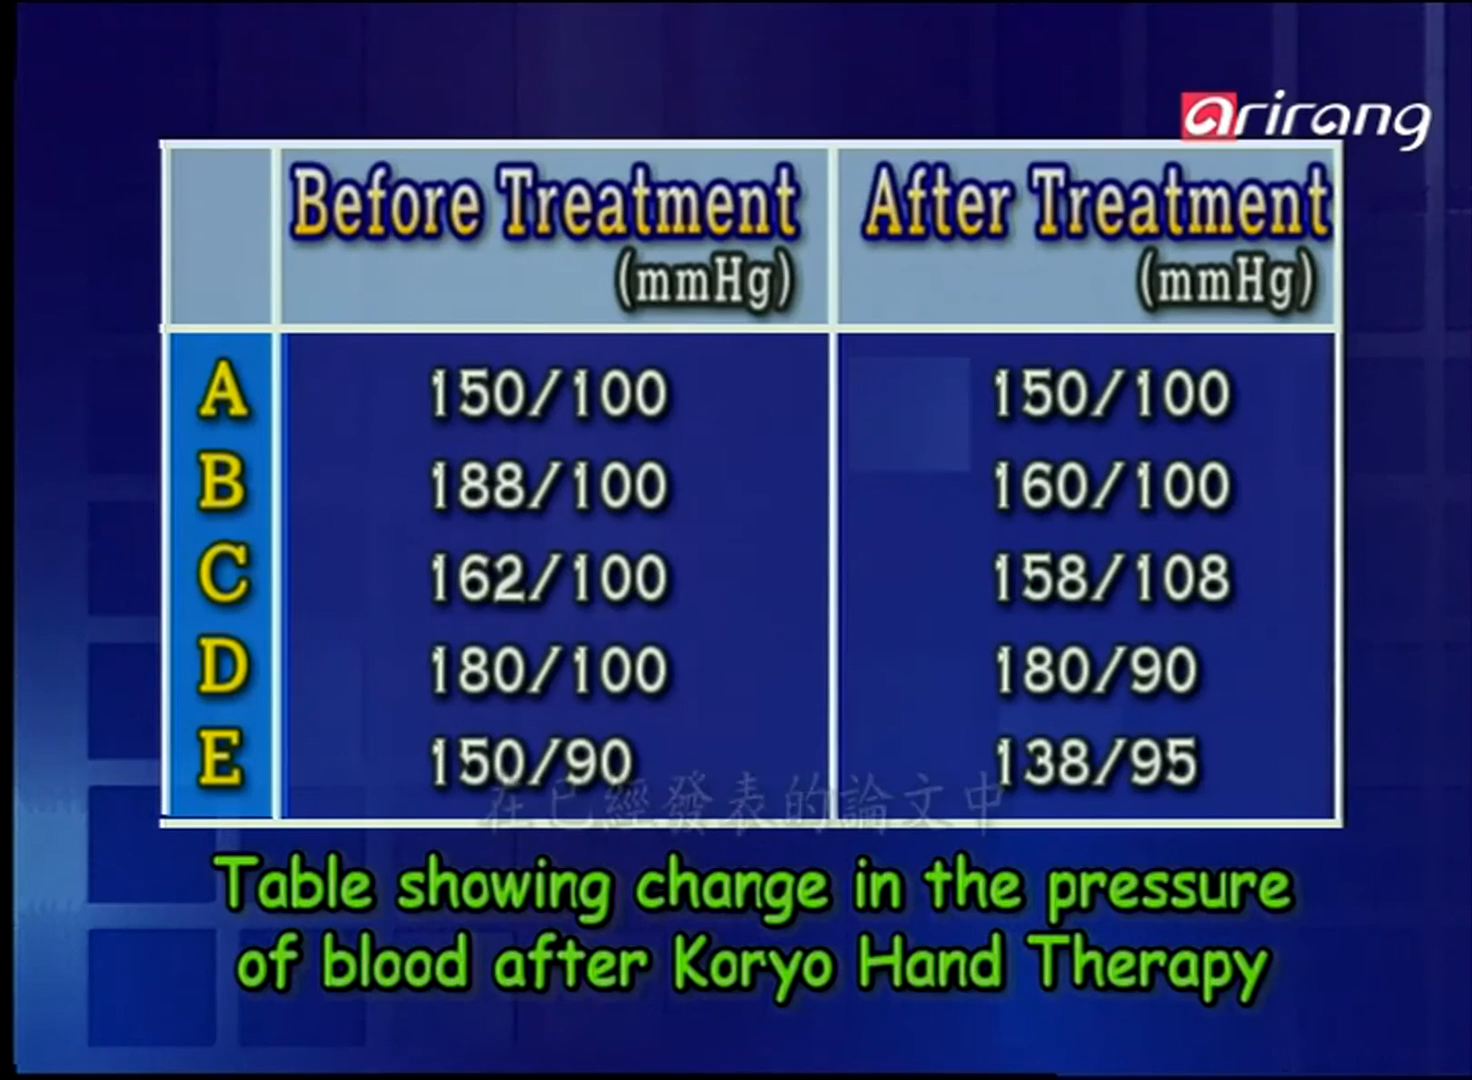 arirang
Before Treatment After Treatment
(mmHg) (mmHg)
A 150/100 150/100
B 188/100 160/100
C 162/100 158/108
D 180/100 180/90
E 150/90 138/95
在已經發表的論文中
Table showing change in the pressure
of blood after Koryo Hand Therapy